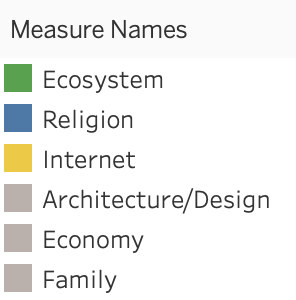 Measure Names
Ecosystem
Religion
Internet
Architecture/Design
Economy
Family